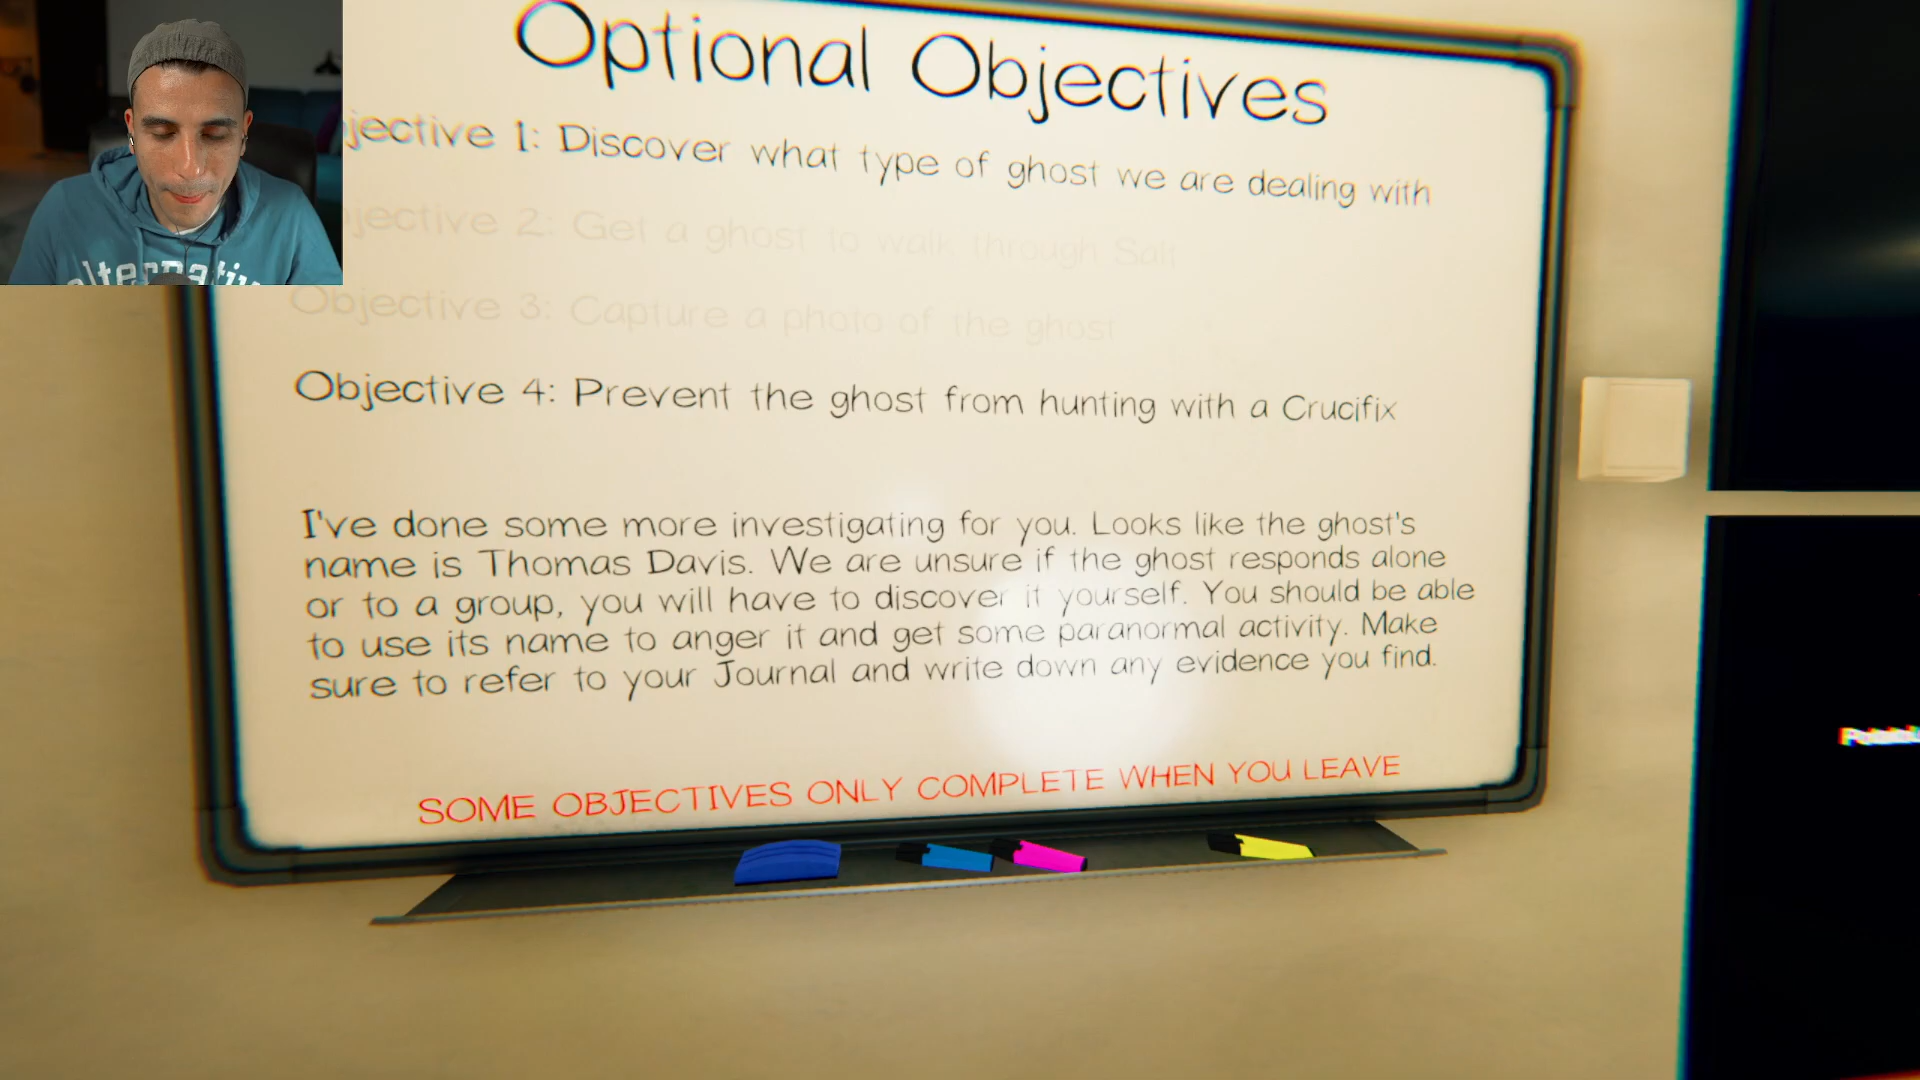 Optional Objectives
jective 1: Discover what type of ghost we are dealing with
jective 2: Get a ghost to walk through Salt
Objective 3: Capture a photo of the ghost
Objective 4: Prevent the ghost from hunting with a Crucifix
I've done some more investigating for you. Looks like the ghost's
name is Thomas Davis. We are unsure if the ghost responds alone
or to a group, you will have to discover it yourself. You should be able
to use its name to anger it and get some paranormal activity. Make
sure to refer to your Journal and write down any evidence you find.
SOME OBJECTIVES ONLY COMPLETE WHEN YOU LEAVE